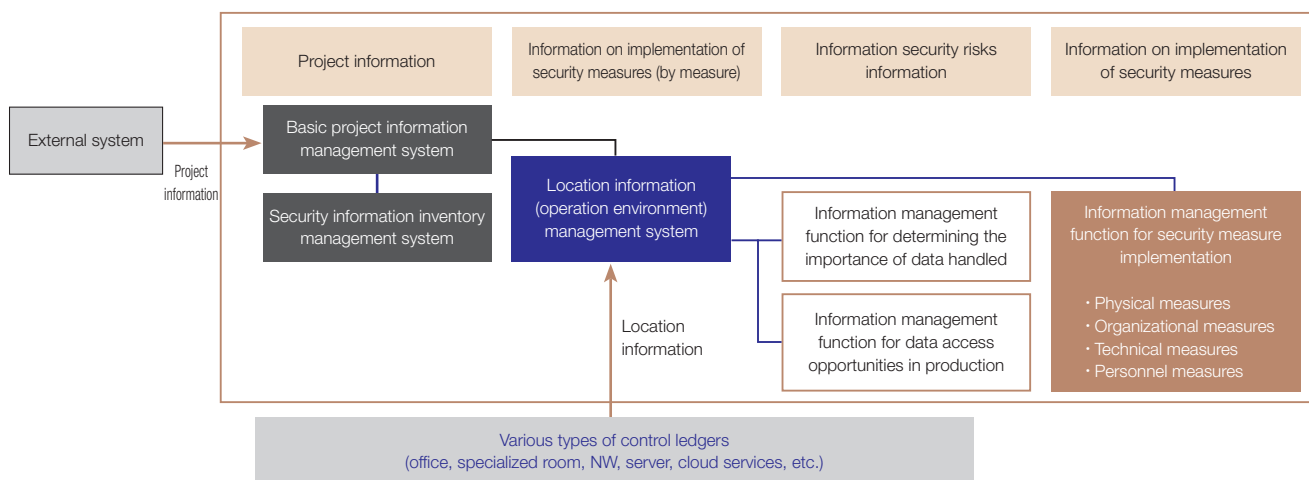 Project information
Information on implementation of
security measures (by measure)
Information security risks
information
Information on implementation
of security measures
External system
Project
information
Basic project information
management system
Security information inventory
management system
Location information
(operation environment)
management system
Information management
function for determining the
importance of data handled
Information management
function for data access
opportunities in production
Information management
function for security measure
implementation
・Physical measures
・Organizational measures
・Technical measures
・Personnel measures
Location
information
Various types of control ledgers
(office, specialized room, NW, server, cloud services, etc.)